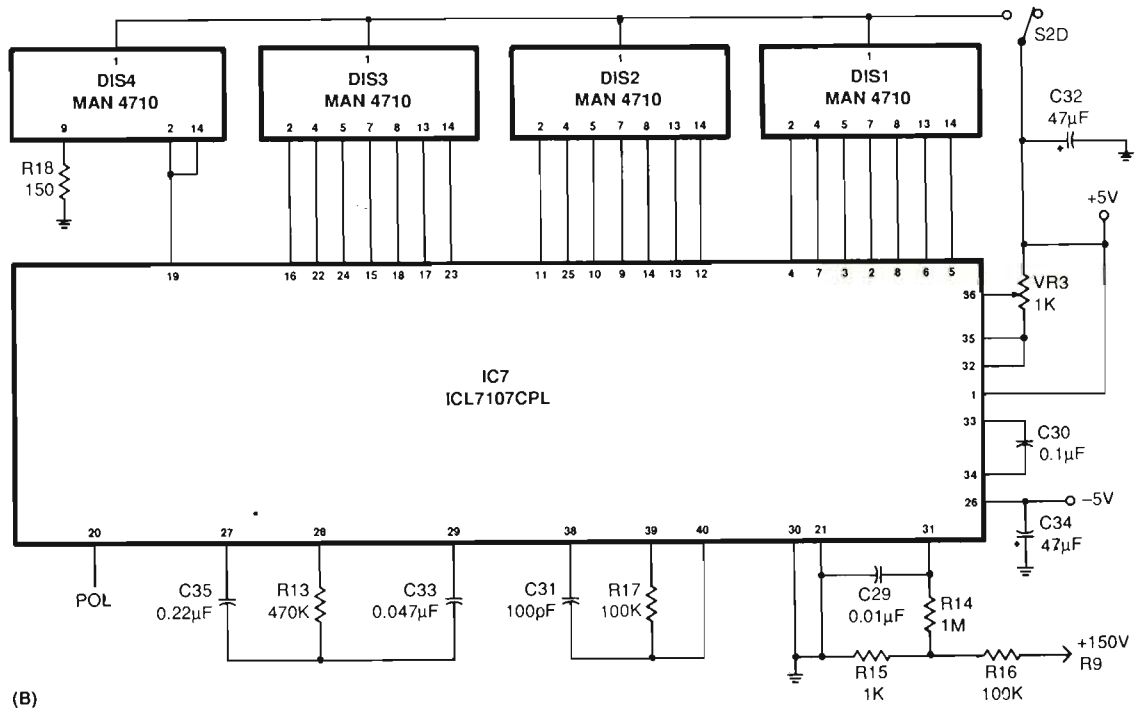 S2D
1 1 1 1
DIS4 DIS3 DIS2 DIS1
MAN 4710 MAN 4710 MAN 4710 MAN 4710
9 2 14 2 4 5 7 8 13 14 2 4 5 7 8 13 14 2 4 5 7 8 13 14
C32
47µF
+
R18
150
+5V
19 16 22 24 15 18 17 23 11 25 10 9 14 13 12 4 7 3 2 8 6 5
36
VR3
1K
35
32
IC7
ICL7107CPL
1
33
C30
0.1µF
34
26
–5V
C34
47µF
+
20 27 28 29 38 39 40 30 21 31
POL
C35
0.22µF
R13
470K
C33
0.047µF
C31
100pF
R17
100K
C29
0.01µF
R14
1M
R15
1K
R16
100K
+150V
R9
(B)